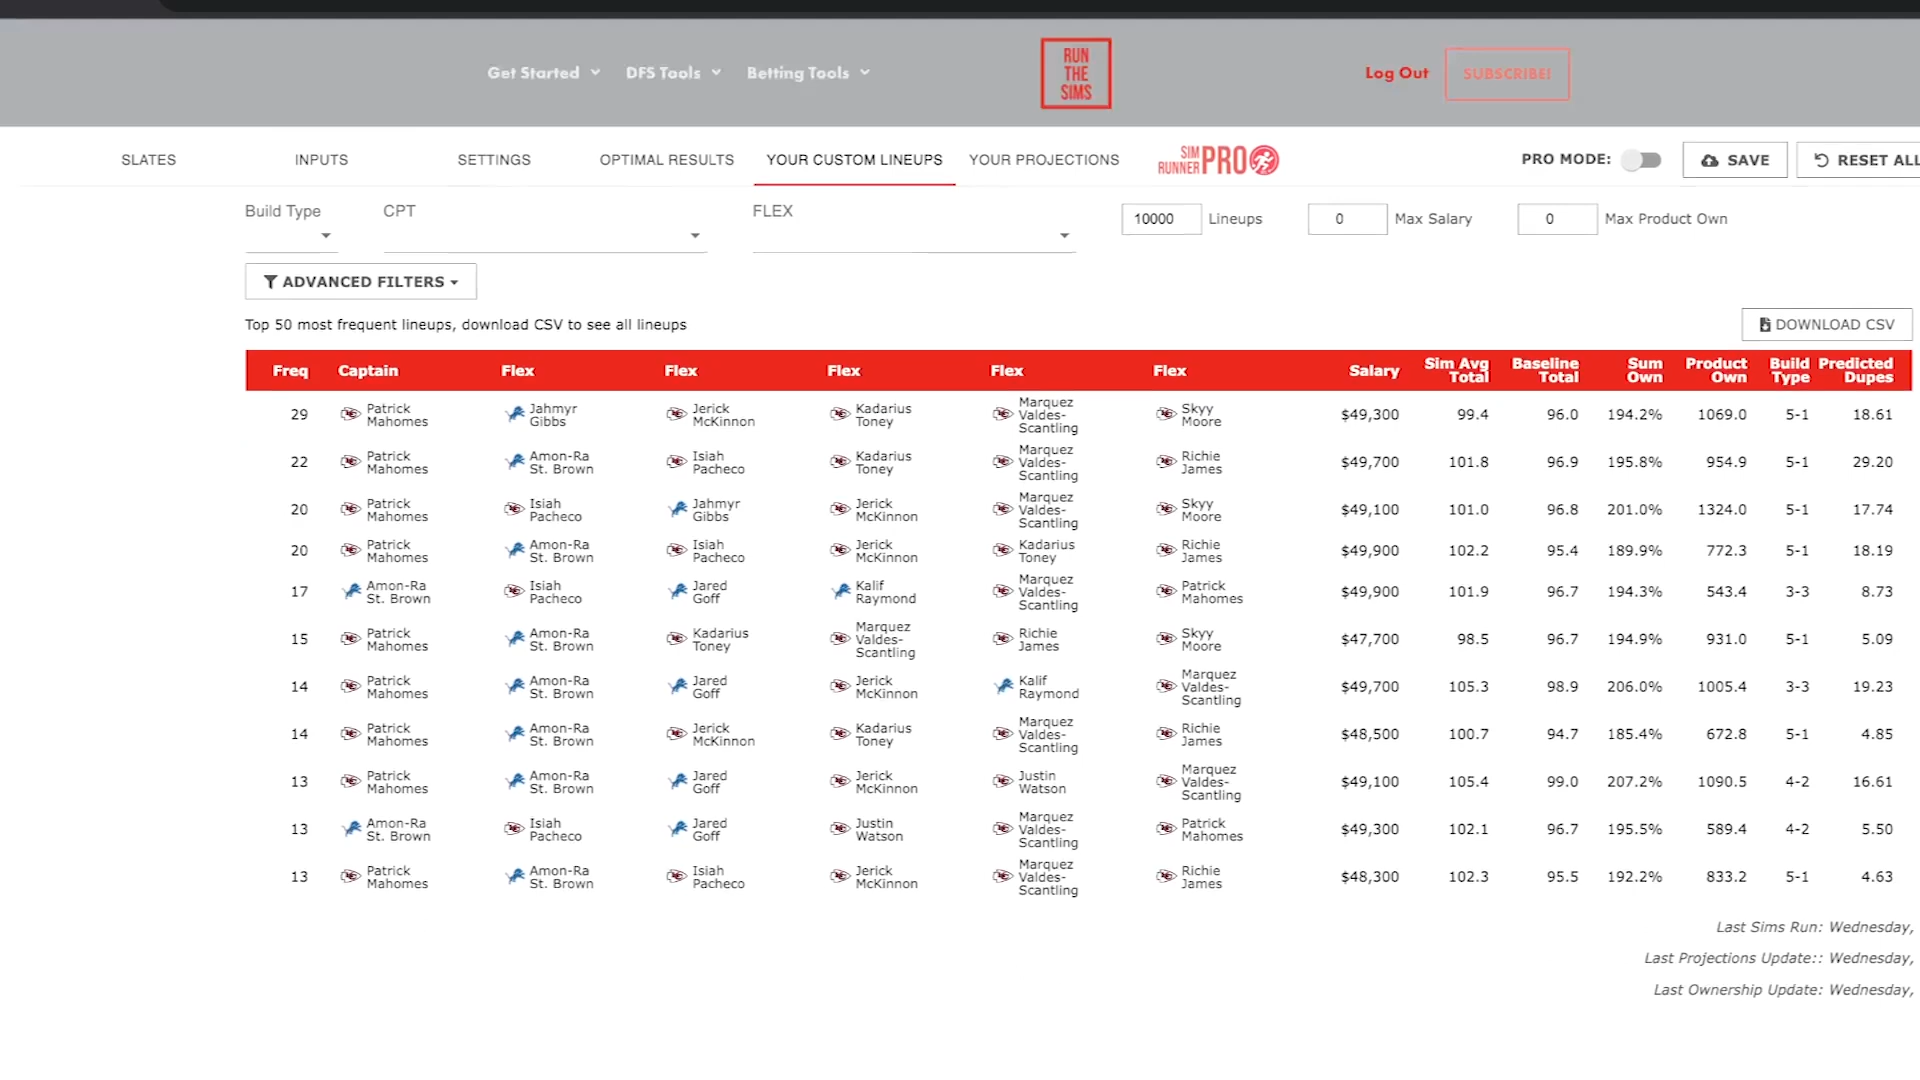 Get Started DFS Tools Betting Tools RUN THE SIMS Log Out SUBSCRIBE!
SLATES INPUTS SETTINGS OPTIMAL RESULTS YOUR CUSTOM LINEUPS YOUR PROJECTIONS SIM RUNNER PRO PRO MODE: SAVE RESET ALL
Build Type CPT FLEX 10000 Lineups 0 Max Salary 0 Max Product Own
ADVANCED FILTERS
Top 50 most frequent lineups, download CSV to see all lineups DOWNLOAD CSV
Freq Captain Flex Flex Flex Flex Flex Salary Sim Avg Total Baseline Total Sum Own Product Own Build Type Predicted Dupes
29 Patrick Mahomes Jahmyr Gibbs Jerick McKinnon Kadarius Toney Marquez Valdes-Scantling Skyy Moore $49,300 99.4 96.0 194.2% 1069.0 5-1 18.61
22 Patrick Mahomes Amon-Ra St. Brown Isiah Pacheco Kadarius Toney Marquez Valdes-Scantling Richie James $49,700 101.8 96.9 195.8% 954.9 5-1 29.20
20 Patrick Mahomes Isiah Pacheco Jahmyr Gibbs Jerick McKinnon Marquez Valdes-Scantling Skyy Moore $49,100 101.0 96.8 201.0% 1324.0 5-1 17.74
20 Patrick Mahomes Amon-Ra St. Brown Isiah Pacheco Jerick McKinnon Kadarius Toney Richie James $49,900 102.2 95.4 189.9% 772.3 5-1 18.19
17 Amon-Ra St. Brown Isiah Pacheco Jared Goff Kalif Raymond Marquez Valdes-Scantling Patrick Mahomes $49,900 101.9 96.7 194.3% 543.4 3-3 8.73
15 Patrick Mahomes Amon-Ra St. Brown Kadarius Toney Marquez Valdes-Scantling Richie James Skyy Moore $47,700 98.5 96.7 194.9% 931.0 5-1 5.09
14 Patrick Mahomes Amon-Ra St. Brown Jared Goff Jerick McKinnon Kalif Raymond Marquez Valdes-Scantling $49,700 105.3 98.9 206.0% 1005.4 3-3 19.23
14 Patrick Mahomes Amon-Ra St. Brown Jerick McKinnon Kadarius Toney Marquez Valdes-Scantling Richie James $48,500 100.7 94.7 185.4% 672.8 5-1 4.85
13 Patrick Mahomes Amon-Ra St. Brown Jared Goff Jerick McKinnon Justin Watson Marquez Valdes-Scantling $49,100 105.4 99.0 207.2% 1090.5 4-2 16.61
13 Amon-Ra St. Brown Isiah Pacheco Jared Goff Justin Watson Marquez Valdes-Scantling Patrick Mahomes $49,300 102.1 96.7 195.5% 589.4 4-2 5.50
13 Patrick Mahomes Amon-Ra St. Brown Isiah Pacheco Jerick McKinnon Marquez Valdes-Scantling Richie James $48,300 102.3 95.5 192.2% 833.2 5-1 4.63
Last Sims Run: Wednesday,
Last Projections Update:: Wednesday,
Last Ownership Update: Wednesday,